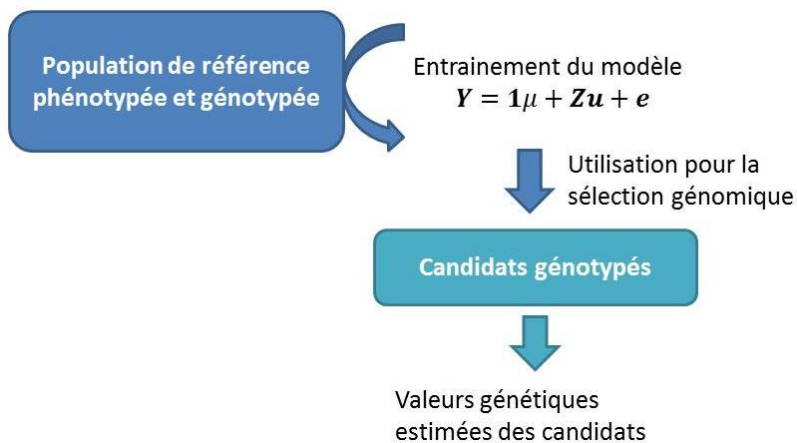 Population de référence
phénotypée et génotypée
Entrainement du modèle
Y = 1μ + Zu + e
Utilisation pour la
sélection génomique
Candidats génotypés
Valeurs génétiques
estimées des candidats